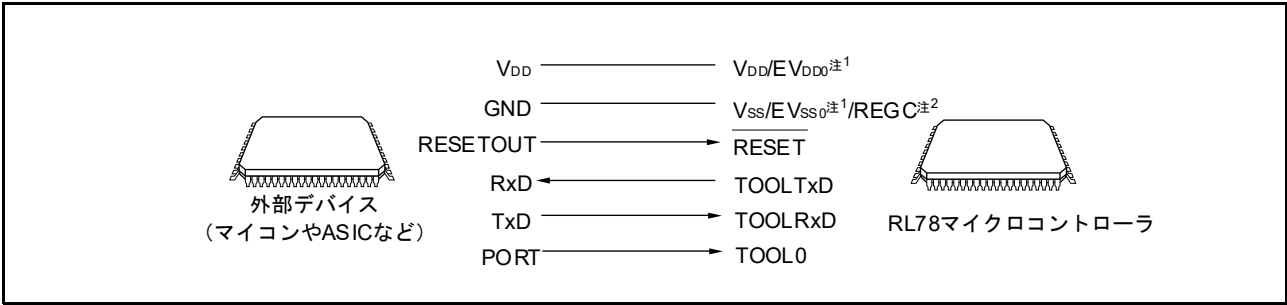 VDD VDD/EVDD0注1
GND VSS/EVSS0注1/REGC注2
RESETOUT RESET
RxD TOOLTxD
TxD TOOLRxD
PORT TOOL0
外部デバイス
（マイコンやASICなど）
RL78マイクロコントローラ